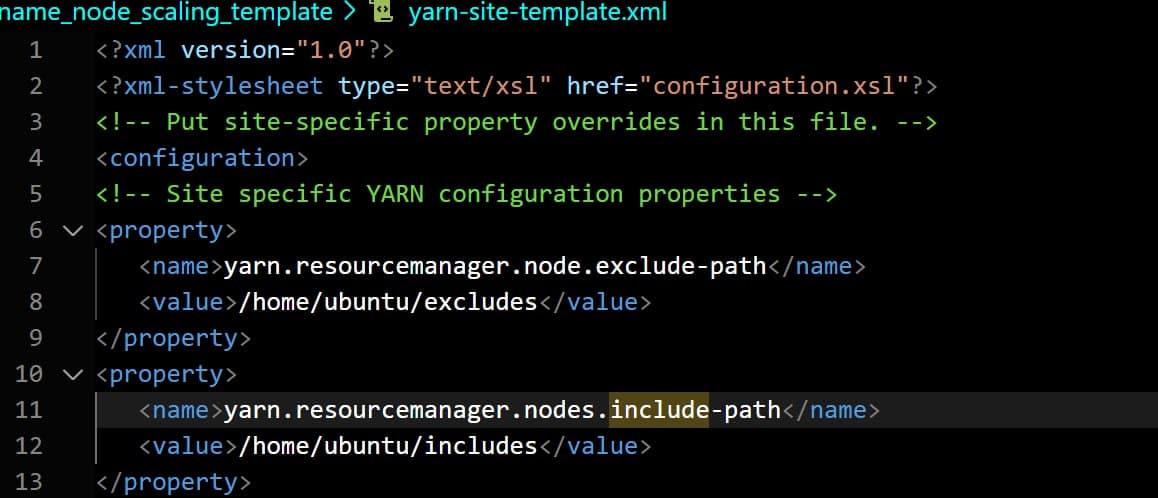 name_node_scaling_template > yarn-site-template.xml
1 <?xml version="1.0"?>
2 <?xml-stylesheet type="text/xsl" href="configuration.xsl"?>
3 <!-- Put site-specific property overrides in this file. -->
4 <configuration>
5 <!-- Site specific YARN configuration properties -->
6 <property>
7 <name>yarn.resourcemanager.node.exclude-path</name>
8 <value>/home/ubuntu/excludes</value>
9 </property>
10 <property>
11 <name>yarn.resourcemanager.nodes.include-path</name>
12 <value>/home/ubuntu/includes</value>
13 </property>